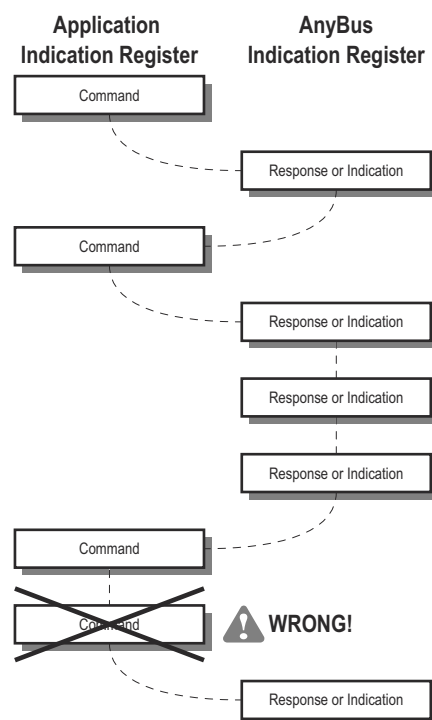 Application
Indication Register
AnyBus
Indication Register
Command
Response or Indication
Command
Response or Indication
Response or Indication
Response or Indication
Command
Command
WRONG!
Response or Indication